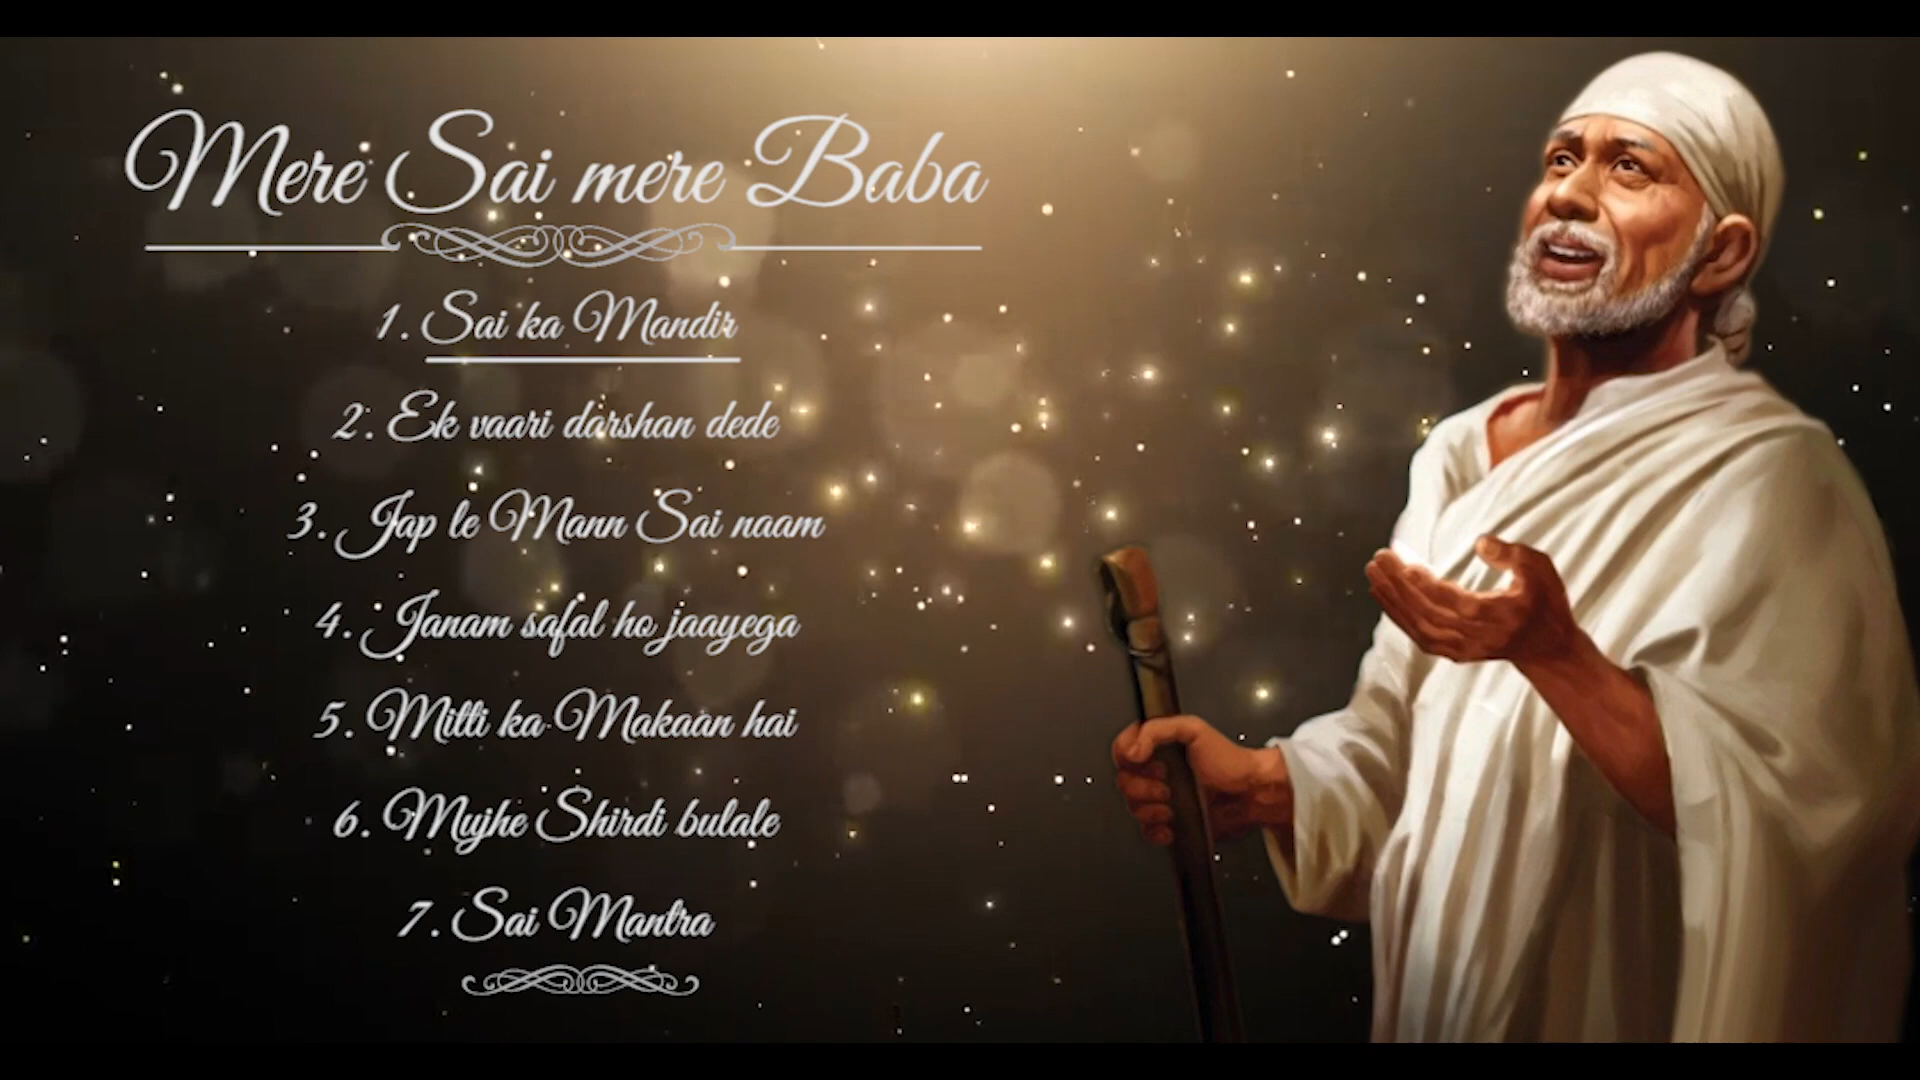 Mere Sai mere Baba
1. Sai ka Mandir
2. Ek vaari darshan dede
3. Jap le Mann Sai naam
4. Janam safal ho jaayega
5. Mitti ka Makaan hai
6. Mujhe Shirdi bulale
7. Sai Mantra